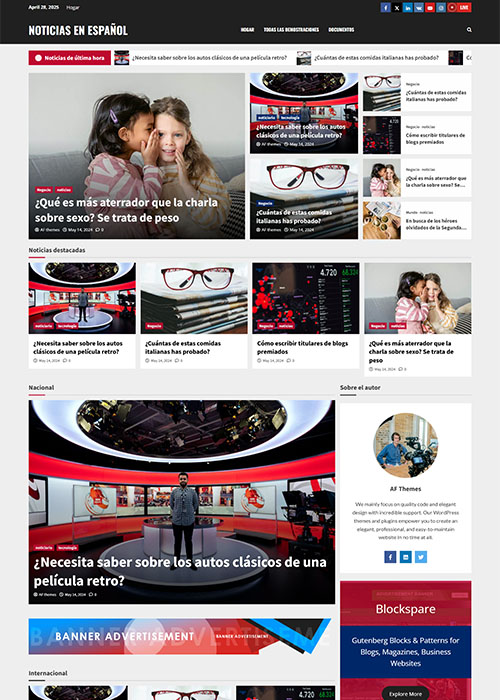 April 28, 2025 Hogar
LIVE
NOTICIAS EN ESPAÑOL
HOGAR TODAS LAS DEMOSTRACIONES DOCUMENTOS
Noticias de última hora
¿Necesita saber sobre los autos clásicos de una película retro?
¿Cuántas de estas comidas italianas has probado?
Negocio noticias
¿Qué es más aterrador que la charla
sobre sexo? Se trata de peso
AF themes May 14, 2024 0
noticiario tecnología
¿Necesita saber sobre los autos
clásicos de una película retro?
AF themes May 14, 2024
Negocio
¿Cuántas de estas comidas
italianas has probado?
AF themes May 14, 2024
Negocio
¿Cuántas de estas comidas
italianas has probado?
Negocio noticias
Cómo escribir titulares de
blogs premiados
Negocio noticias
¿Qué es más aterrador que
la charla sobre sexo? Se...
Mundo noticias
En busca de los héroes
olvidados de la Segunda...
Noticias destacadas
noticiario tecnología
¿Necesita saber sobre los autos
clásicos de una película retro?
May 14, 2024 0
Negocio
¿Cuántas de estas comidas
italianas has probado?
May 14, 2024 0
4.720 68.324
Negocio noticias
Cómo escribir titulares de blogs
premiados
May 14, 2024 0
Negocio noticias
¿Qué es más aterrador que la
charla sobre sexo? Se trata de
peso
May 14, 2024 0
Nacional
noticiario tecnología
¿Necesita saber sobre los autos clásicos de una
película retro?
AF themes May 14, 2024 0
BANNER ADVERTISEMENT
BANNER ADVERTISEMENT
Internacional
Sobre el autor
AF Themes
We mainly focus on quality code and elegant
design with incredible support. Our WordPress
themes and plugins empower you to create an
elegant, professional, and easy-to-maintain
website in no time at all.
ADVERTISEMENT BANNER
Blockspare
Gutenberg Blocks & Patterns for
Blogs, Magazines, Business
Websites
Explore More